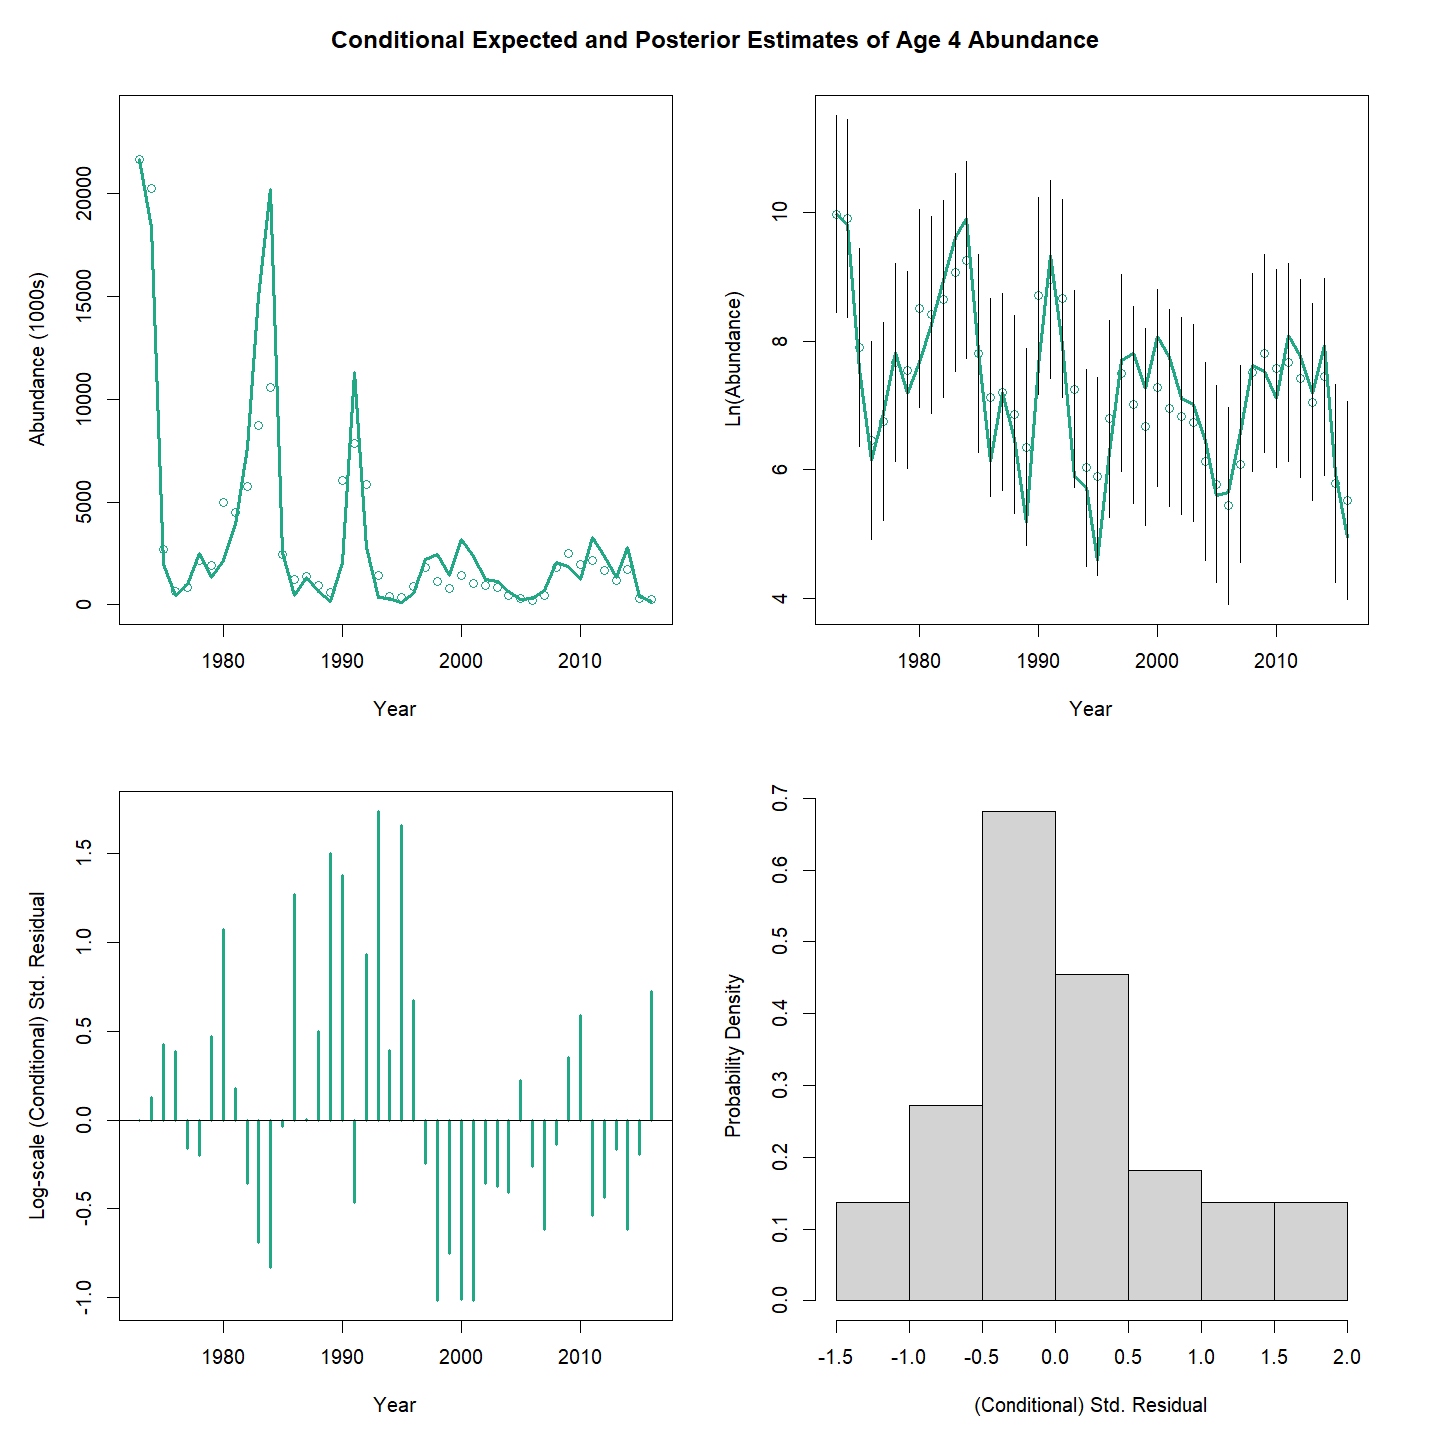 Conditional Expected and Posterior Estimates of Age 4 Abundance
Abundance (1000s)
20000
15000
10000
5000
0
1980 1990 2000 2010
Year
Ln(Abundance)
10
8
6
4
1980 1990 2000 2010
Year
Log-scale (Conditional) Std. Residual
1.5
1.0
0.5
0.0
-0.5
-1.0
1980 1990 2000 2010
Year
Probability Density
0.7
0.6
0.5
0.4
0.3
0.2
0.1
0.0
-1.5 -1.0 -0.5 0.0 0.5 1.0 1.5 2.0
(Conditional) Std. Residual